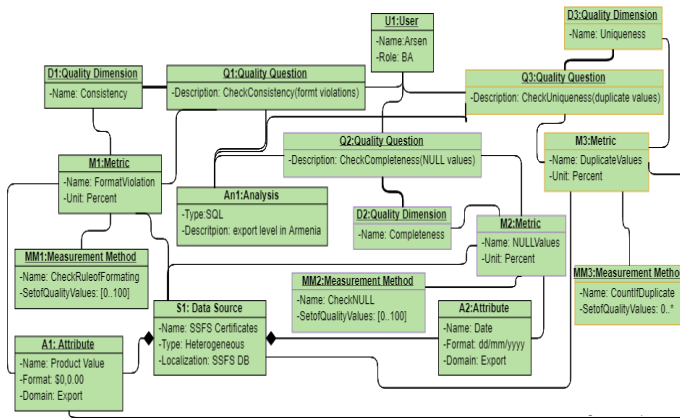 U1:User
-Name:Arsen
-Role: BA
D3:Quality Dimension
-Name: Uniqueness
D1:Quality Dimension
-Name: Consistency
Q1:Quality Question
-Description: CheckConsistency(formt violations)
Q3:Quality Question
-Description: CheckUniqueness(duplicate values)
Q2:Quality Question
-Description: CheckCompleteness(NULL values)
M3:Metric
-Name: DuplicateValues
-Unit: Percent
M1:Metric
-Name: FormatViolation
-Unit: Percent
An1:Analysis
-Type:SQL
-Descritpion: export level in Armenia
D2:Quality Dimension
-Name: Completeness
M2:Metric
-Name: NULLValues
-Unit: Percent
MM1:Measurement Method
-Name: CheckRuleofFormating
-SetofQualityValues: [0..100]
MM2:Measurement Method
-Name: CheckNULL
-SetofQualityValues: [0..100]
MM3:Measurement Method
-Name: CountIfDuplicate
-SetofQualityValues: 0..*
S1: Data Source
-Name: SSFS Certificates
-Type: Heterogeneous
-Localization: SSFS DB
A2:Attribute
-Name: Date
-Format: dd/mm/yyyy
-Domain: Export
A1: Attribute
-Name: Product Value
-Format: $0,0.00
-Domain: Export